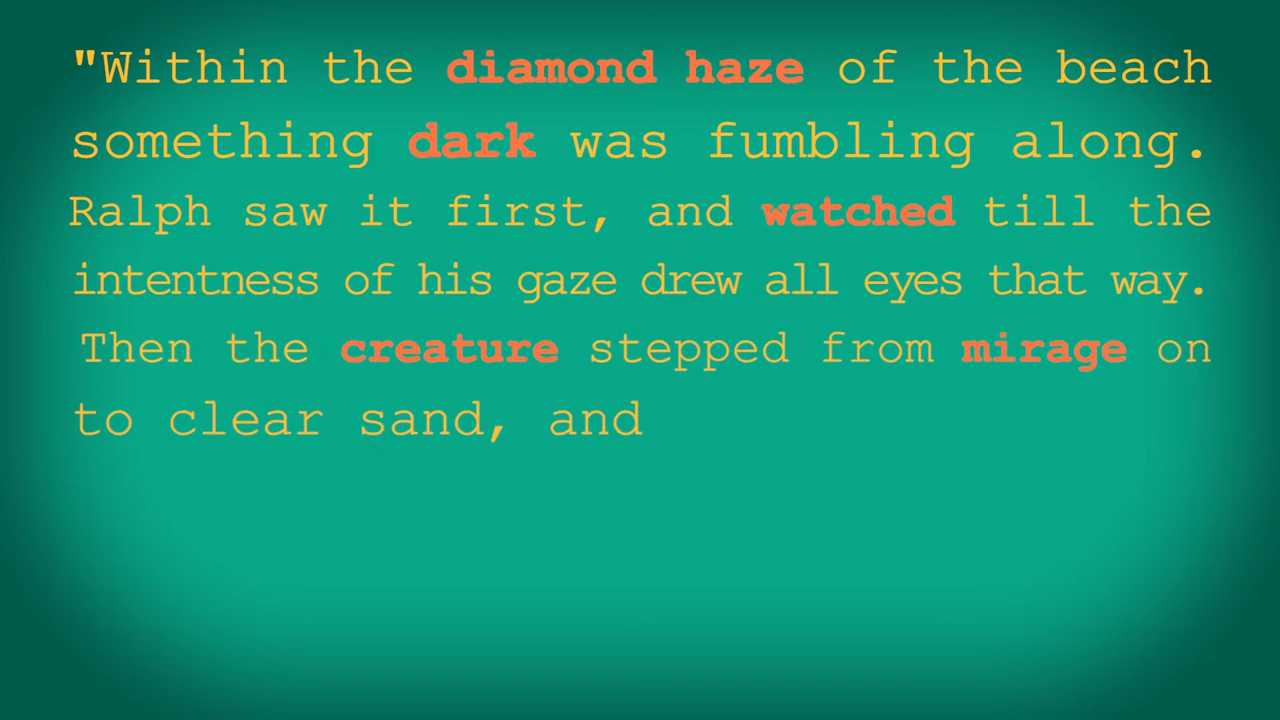 "Within the diamond haze of the beach
something dark was fumbling along.
Ralph saw it first, and watched till the
intentness of his gaze drew all eyes that way.
Then the creature stepped from mirage on
to clear sand, and